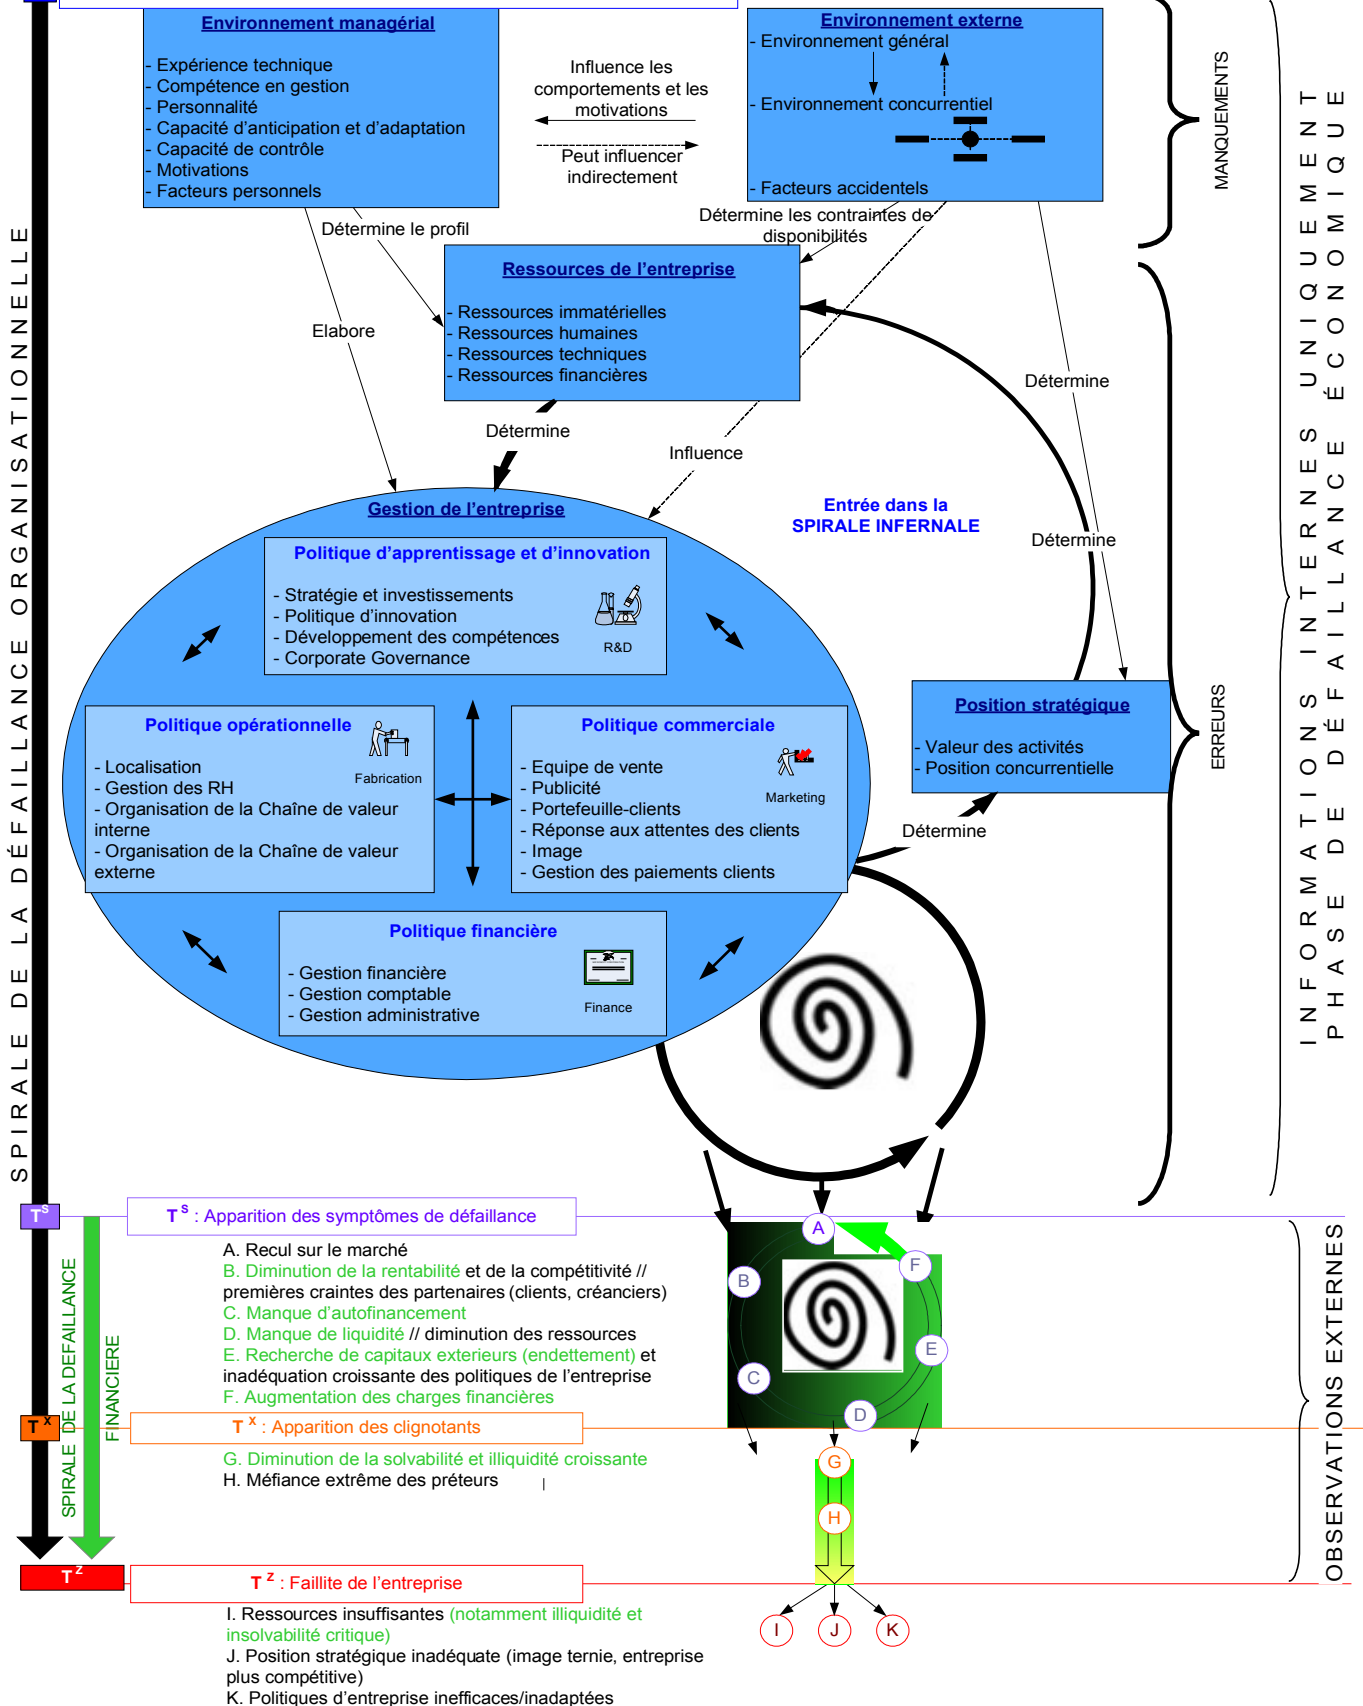 Environnement managérial
- Expérience technique
- Compétence en gestion
- Personnalité
- Capacité d'anticipation et d'adaptation
- Capacité de contrôle
- Motivations
- Facteurs personnels
Influence les
comportements et les
motivations
Peut influencer
indirectement
Environnement externe
- Environnement général
- Environnement concurrentiel
- Facteurs accidentels
MANQUEMENTS
Détermine le profil
Détermine les contraintes de
disponibilités
Ressources de l'entreprise
- Ressources immatérielles
- Ressources humaines
- Ressources techniques
- Ressources financières
Elabore
Détermine
Détermine
Influence
Entrée dans la
SPIRALE INFERNALE
Détermine
Gestion de l'entreprise
Politique d'apprentissage et d'innovation
- Stratégie et investissements
- Politique d'innovation
- Développement des compétences
- Corporate Governance
R&D
Politique opérationnelle
- Localisation
- Gestion des RH
- Organisation de la Chaîne de valeur
interne
- Organisation de la Chaîne de valeur
externe
Fabrication
Politique commerciale
- Equipe de vente
- Publicité
- Portefeuille-clients
- Réponse aux attentes des clients
- Image
- Gestion des paiements clients
Marketing
Position stratégique
- Valeur des activités
- Position concurrentielle
Détermine
ERREURS
Politique financière
- Gestion financière
- Gestion comptable
- Gestion administrative
Finance
INFORMATIONS INTERNES UNIQUEMENT
PHASE DE DÉFAILLANCE ÉCONOMIQUE
SPIRALE DE LA DÉFAILLANCE ORGANISATIONNELLE
T S
T S : Apparition des symptômes de défaillance
A. Recul sur le marché
B. Diminution de la rentabilité et de la compétitivité //
premières craintes des partenaires (clients, créanciers)
C. Manque d'autofinancement
D. Manque de liquidité // diminution des ressources
E. Recherche de capitaux exterieurs (endettement) et
inadéquation croissante des politiques de l'entreprise
F. Augmentation des charges financières
A
B
C
D
E
F
SPIRALE DE LA DEFAILLANCE
FINANCIERE
T X
T X : Apparition des clignotants
G. Diminution de la solvabilité et illiquidité croissante
H. Méfiance extrême des préteurs
G
H
OBSERVATIONS EXTERNES
T Z
T Z : Faillite de l'entreprise
I. Ressources insuffisantes (notamment illiquidité et
insolvabilité critique)
J. Position stratégique inadéquate (image ternie, entreprise
plus compétitive)
K. Politiques d'entreprise inefficaces/inadaptées
I
J
K